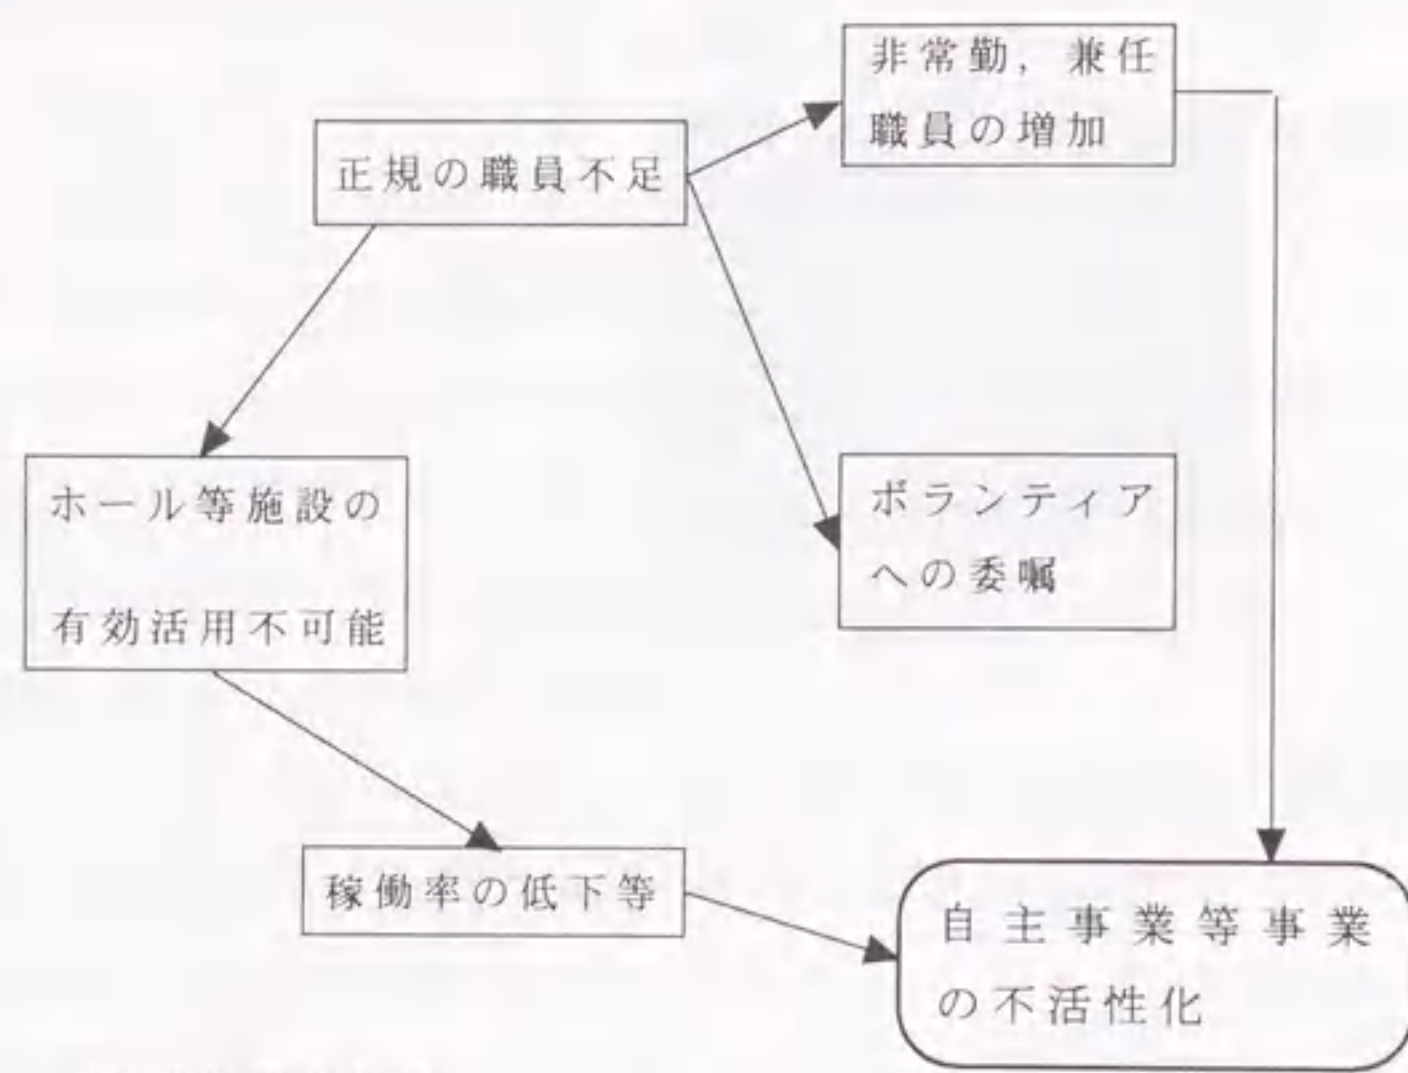 非常勤，兼任
職員の増加
正規の職員不足
ホール等施設の
有効活用不可能
ボランティア
への委嘱
稼働率の低下等
自主事業等事業
の不活性化